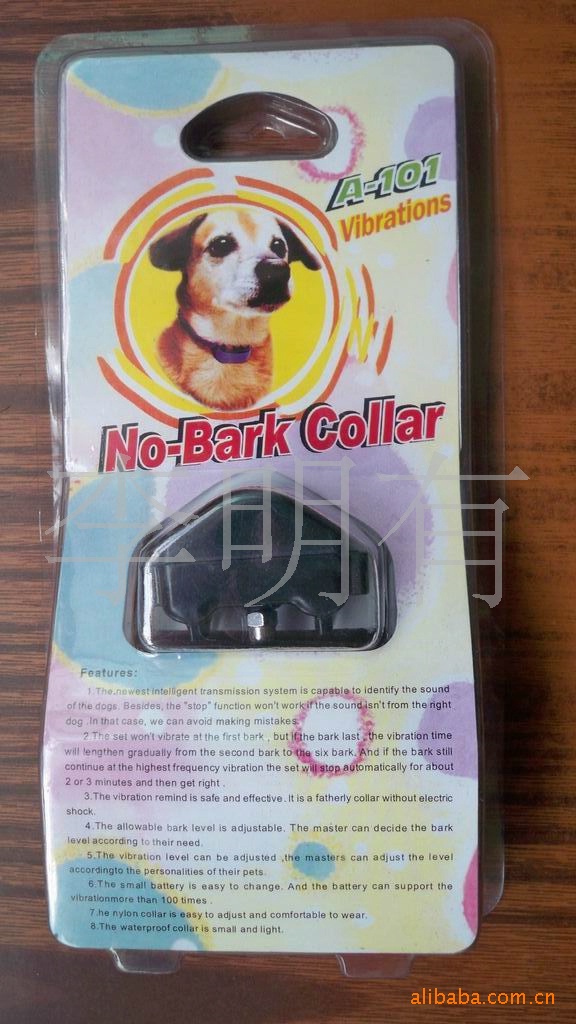 A-101
Vibrations
No-Bark Collar
李明有
Features:
1.The newest intelligent transmission system is capable to identify the sound
of the dogs. Besides, the "stop" function won't work if the sound isn't from the right
dog .In that case, we can avoid making mistakes.
2.The set won't vibrate at the first bark , but if the bark last , the vibration time
will lengthen gradually from the second bark to the six bark. And if the bark still
continue at the highest frequency vibration the set will stop automatically for about
2 or 3 minutes and then get right .
3.The vibration remind is safe and effective. It is a fatherly collar without electric
shock.
4.The allowable bark level is adjustable. The master can decide the bark
level according to their need.
5.The vibration level can be adjusted ,the masters can adjust the level
accordingto the personalities of their pets.
6.The small battery is easy to change. And the battery can support the
vibrationmore than 100 times .
7.he nylon collar is easy to adjust and comfortable to wear.
8.The waterproof collar is small and light.
alibaba.com.cn